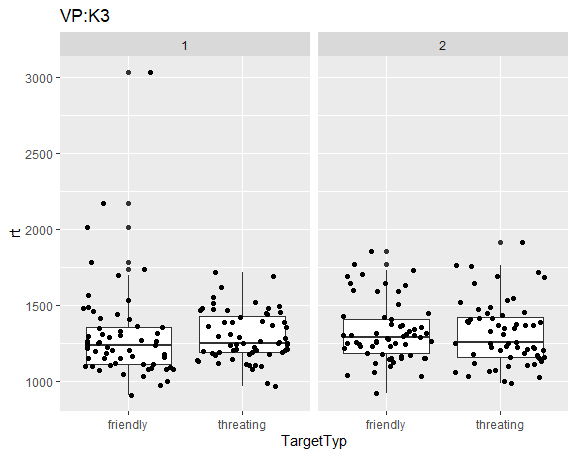 VP:K3
1 2
3000
2500
2000
1500
1000
rt
friendly threating friendly threating
TargetTyp